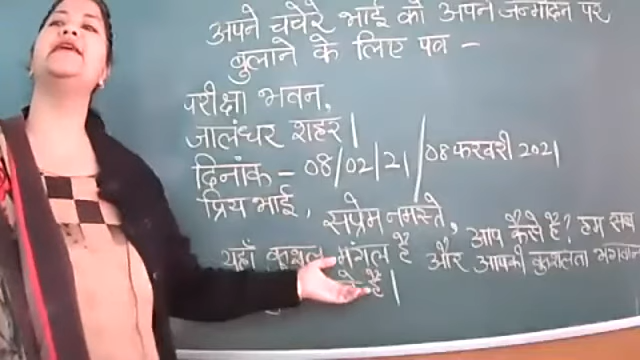 अपने चचेरे भाई को अपने जन्मदिन पर
बुलाने के लिए पत्र -
परीक्षा भवन,
जालंधर शहर।
दिनांक - 08/02/21/08 फरवरी 2021
प्रिय भाई, सप्रेम नमस्ते, आप कैसे है? हम सब
यहाँ कुशल मंगल है और आपकी कुशलता भगवान
है।